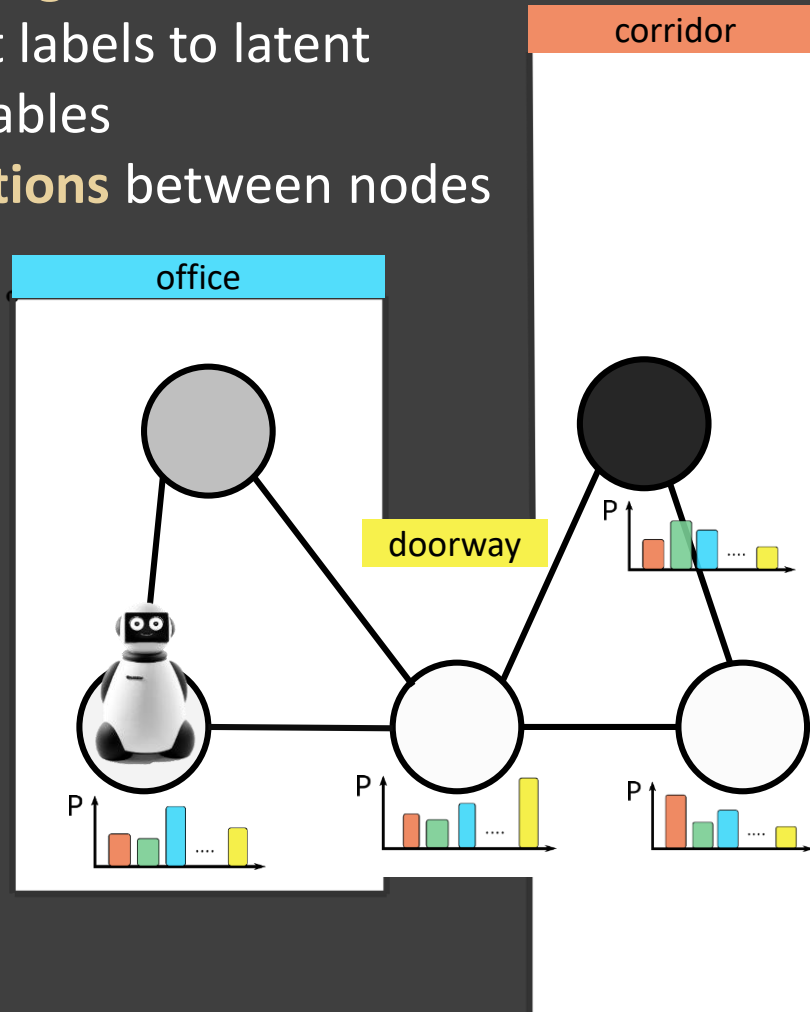 t labels to latent
ables
tions between nodes
corridor
office
doorway
P
....
P
....
P
....
P
....